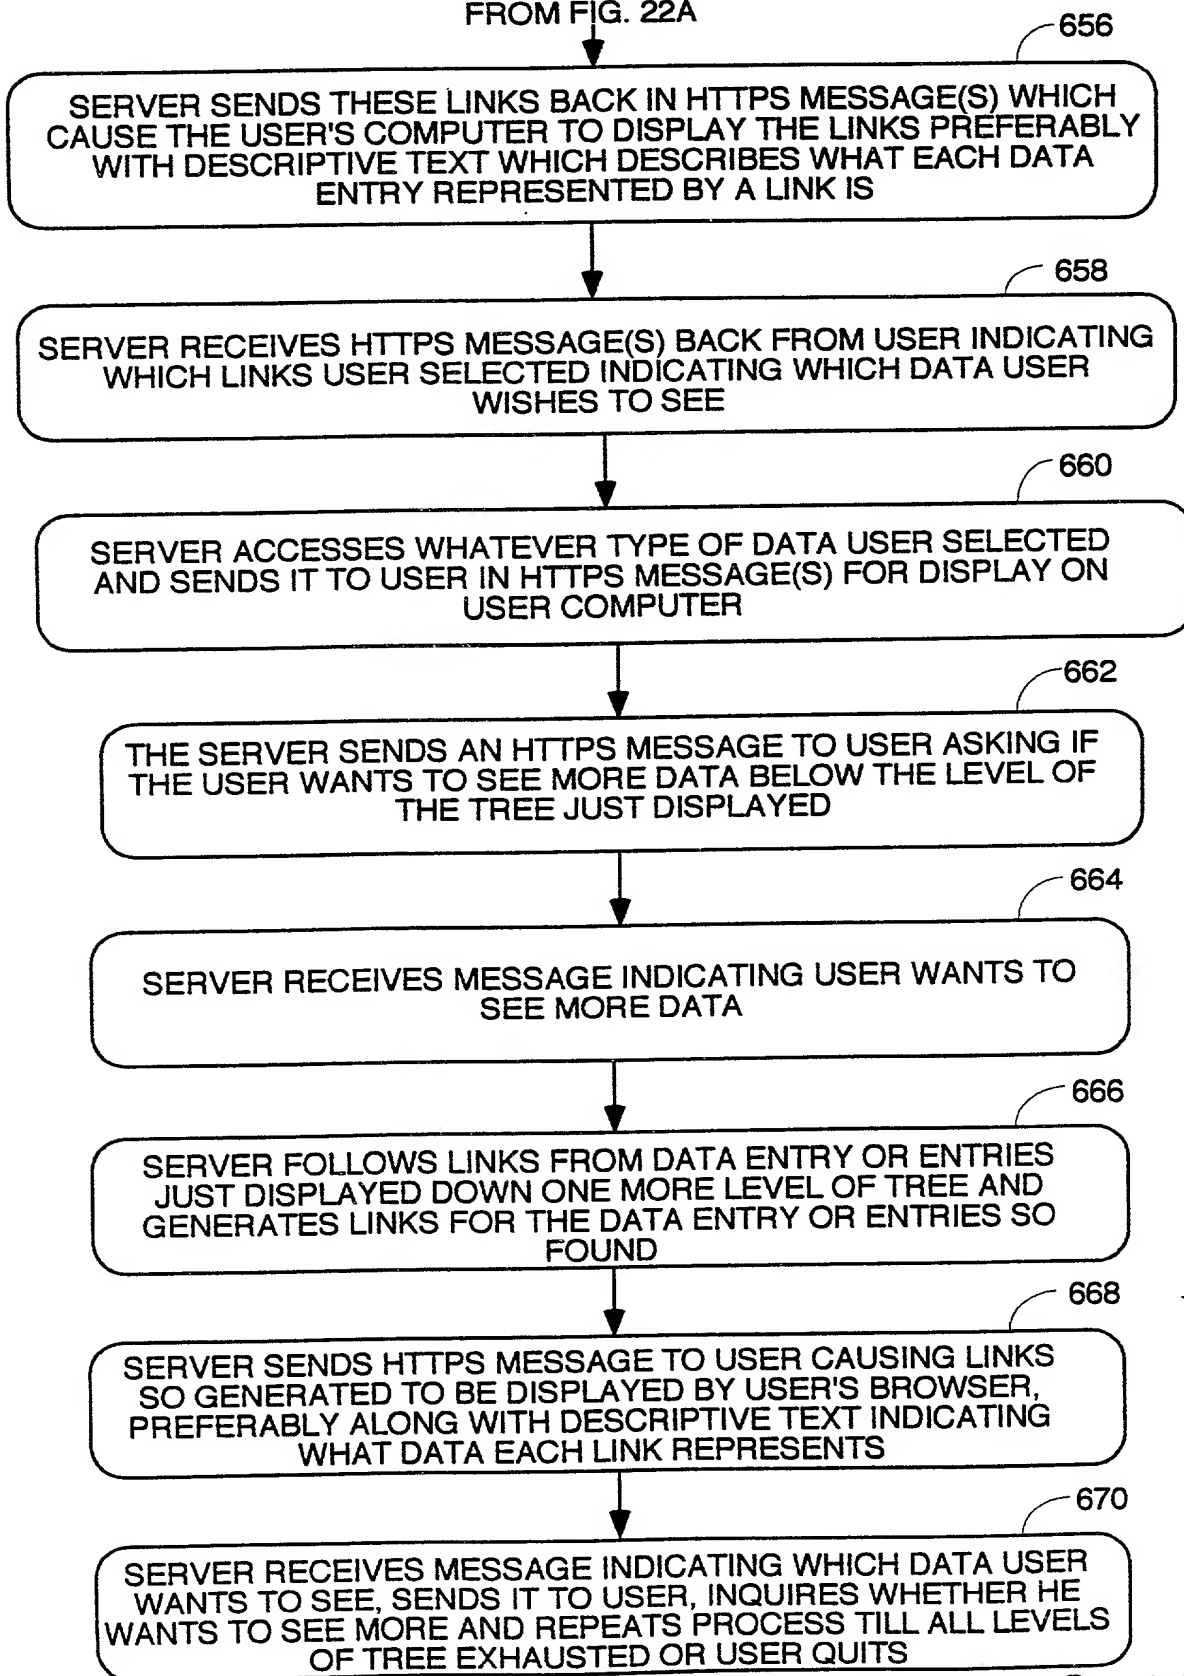 FROM FIG. 22A
656
SERVER SENDS THESE LINKS BACK IN HTTPS MESSAGE(S) WHICH
CAUSE THE USER'S COMPUTER TO DISPLAY THE LINKS PREFERABLY
WITH DESCRIPTIVE TEXT WHICH DESCRIBES WHAT EACH DATA
ENTRY REPRESENTED BY A LINK IS
658
SERVER RECEIVES HTTPS MESSAGE(S) BACK FROM USER INDICATING
WHICH LINKS USER SELECTED INDICATING WHICH DATA USER
WISHES TO SEE
660
SERVER ACCESSES WHATEVER TYPE OF DATA USER SELECTED
AND SENDS IT TO USER IN HTTPS MESSAGE(S) FOR DISPLAY ON
USER COMPUTER
662
THE SERVER SENDS AN HTTPS MESSAGE TO USER ASKING IF
THE USER WANTS TO SEE MORE DATA BELOW THE LEVEL OF
THE TREE JUST DISPLAYED
664
SERVER RECEIVES MESSAGE INDICATING USER WANTS TO
SEE MORE DATA
666
SERVER FOLLOWS LINKS FROM DATA ENTRY OR ENTRIES
JUST DISPLAYED DOWN ONE MORE LEVEL OF TREE AND
GENERATES LINKS FOR THE DATA ENTRY OR ENTRIES SO
FOUND
668
SERVER SENDS HTTPS MESSAGE TO USER CAUSING LINKS
SO GENERATED TO BE DISPLAYED BY USER'S BROWSER,
PREFERABLY ALONG WITH DESCRIPTIVE TEXT INDICATING
WHAT DATA EACH LINK REPRESENTS
670
SERVER RECEIVES MESSAGE INDICATING WHICH DATA USER
WANTS TO SEE, SENDS IT TO USER, INQUIRES WHETHER HE
WANTS TO SEE MORE AND REPEATS PROCESS TILL ALL LEVELS
OF TREE EXHAUSTED OR USER QUITS